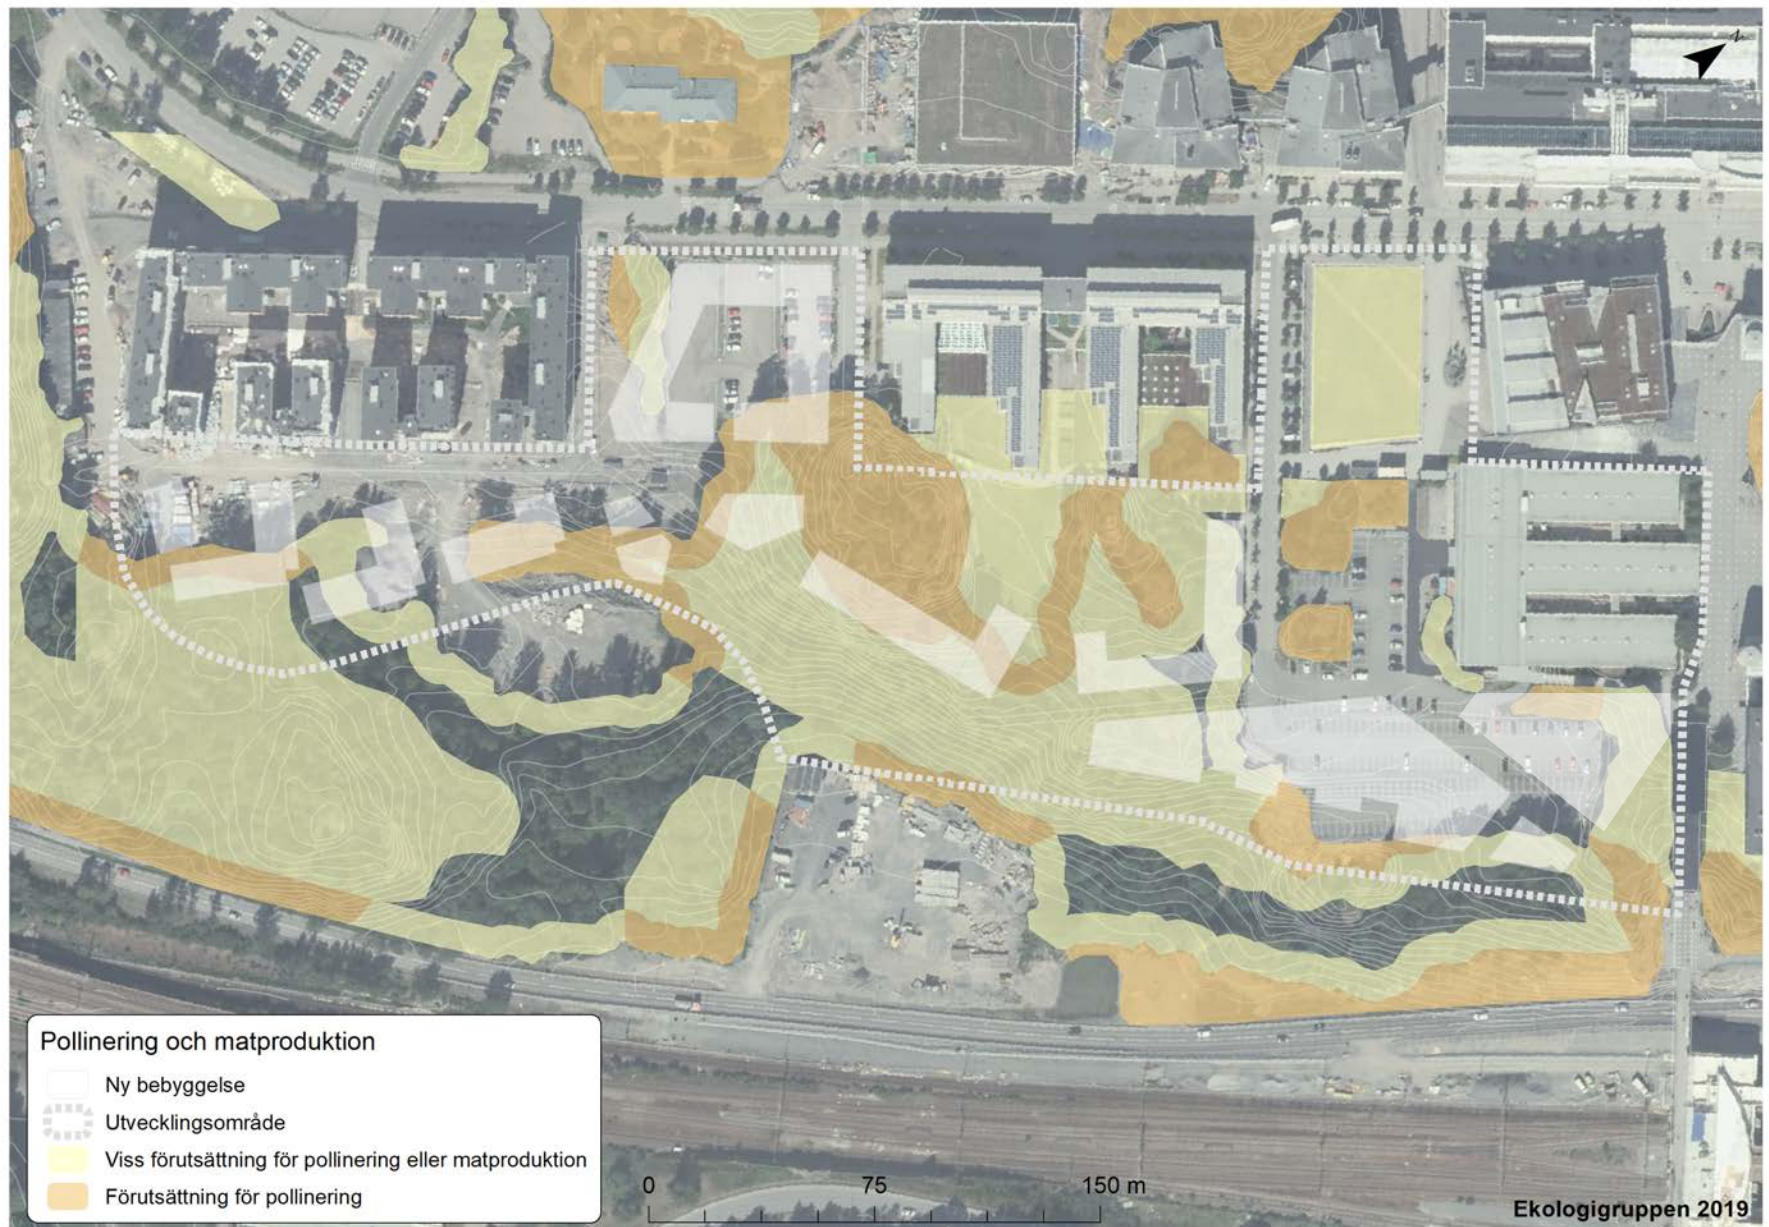 N
Pollinering och matproduktion
Ny bebyggelse
Utvecklingsområde
Viss förutsättning för pollinering eller matproduktion
Förutsättning för pollinering
0 75 150 m
Ekologigruppen 2019